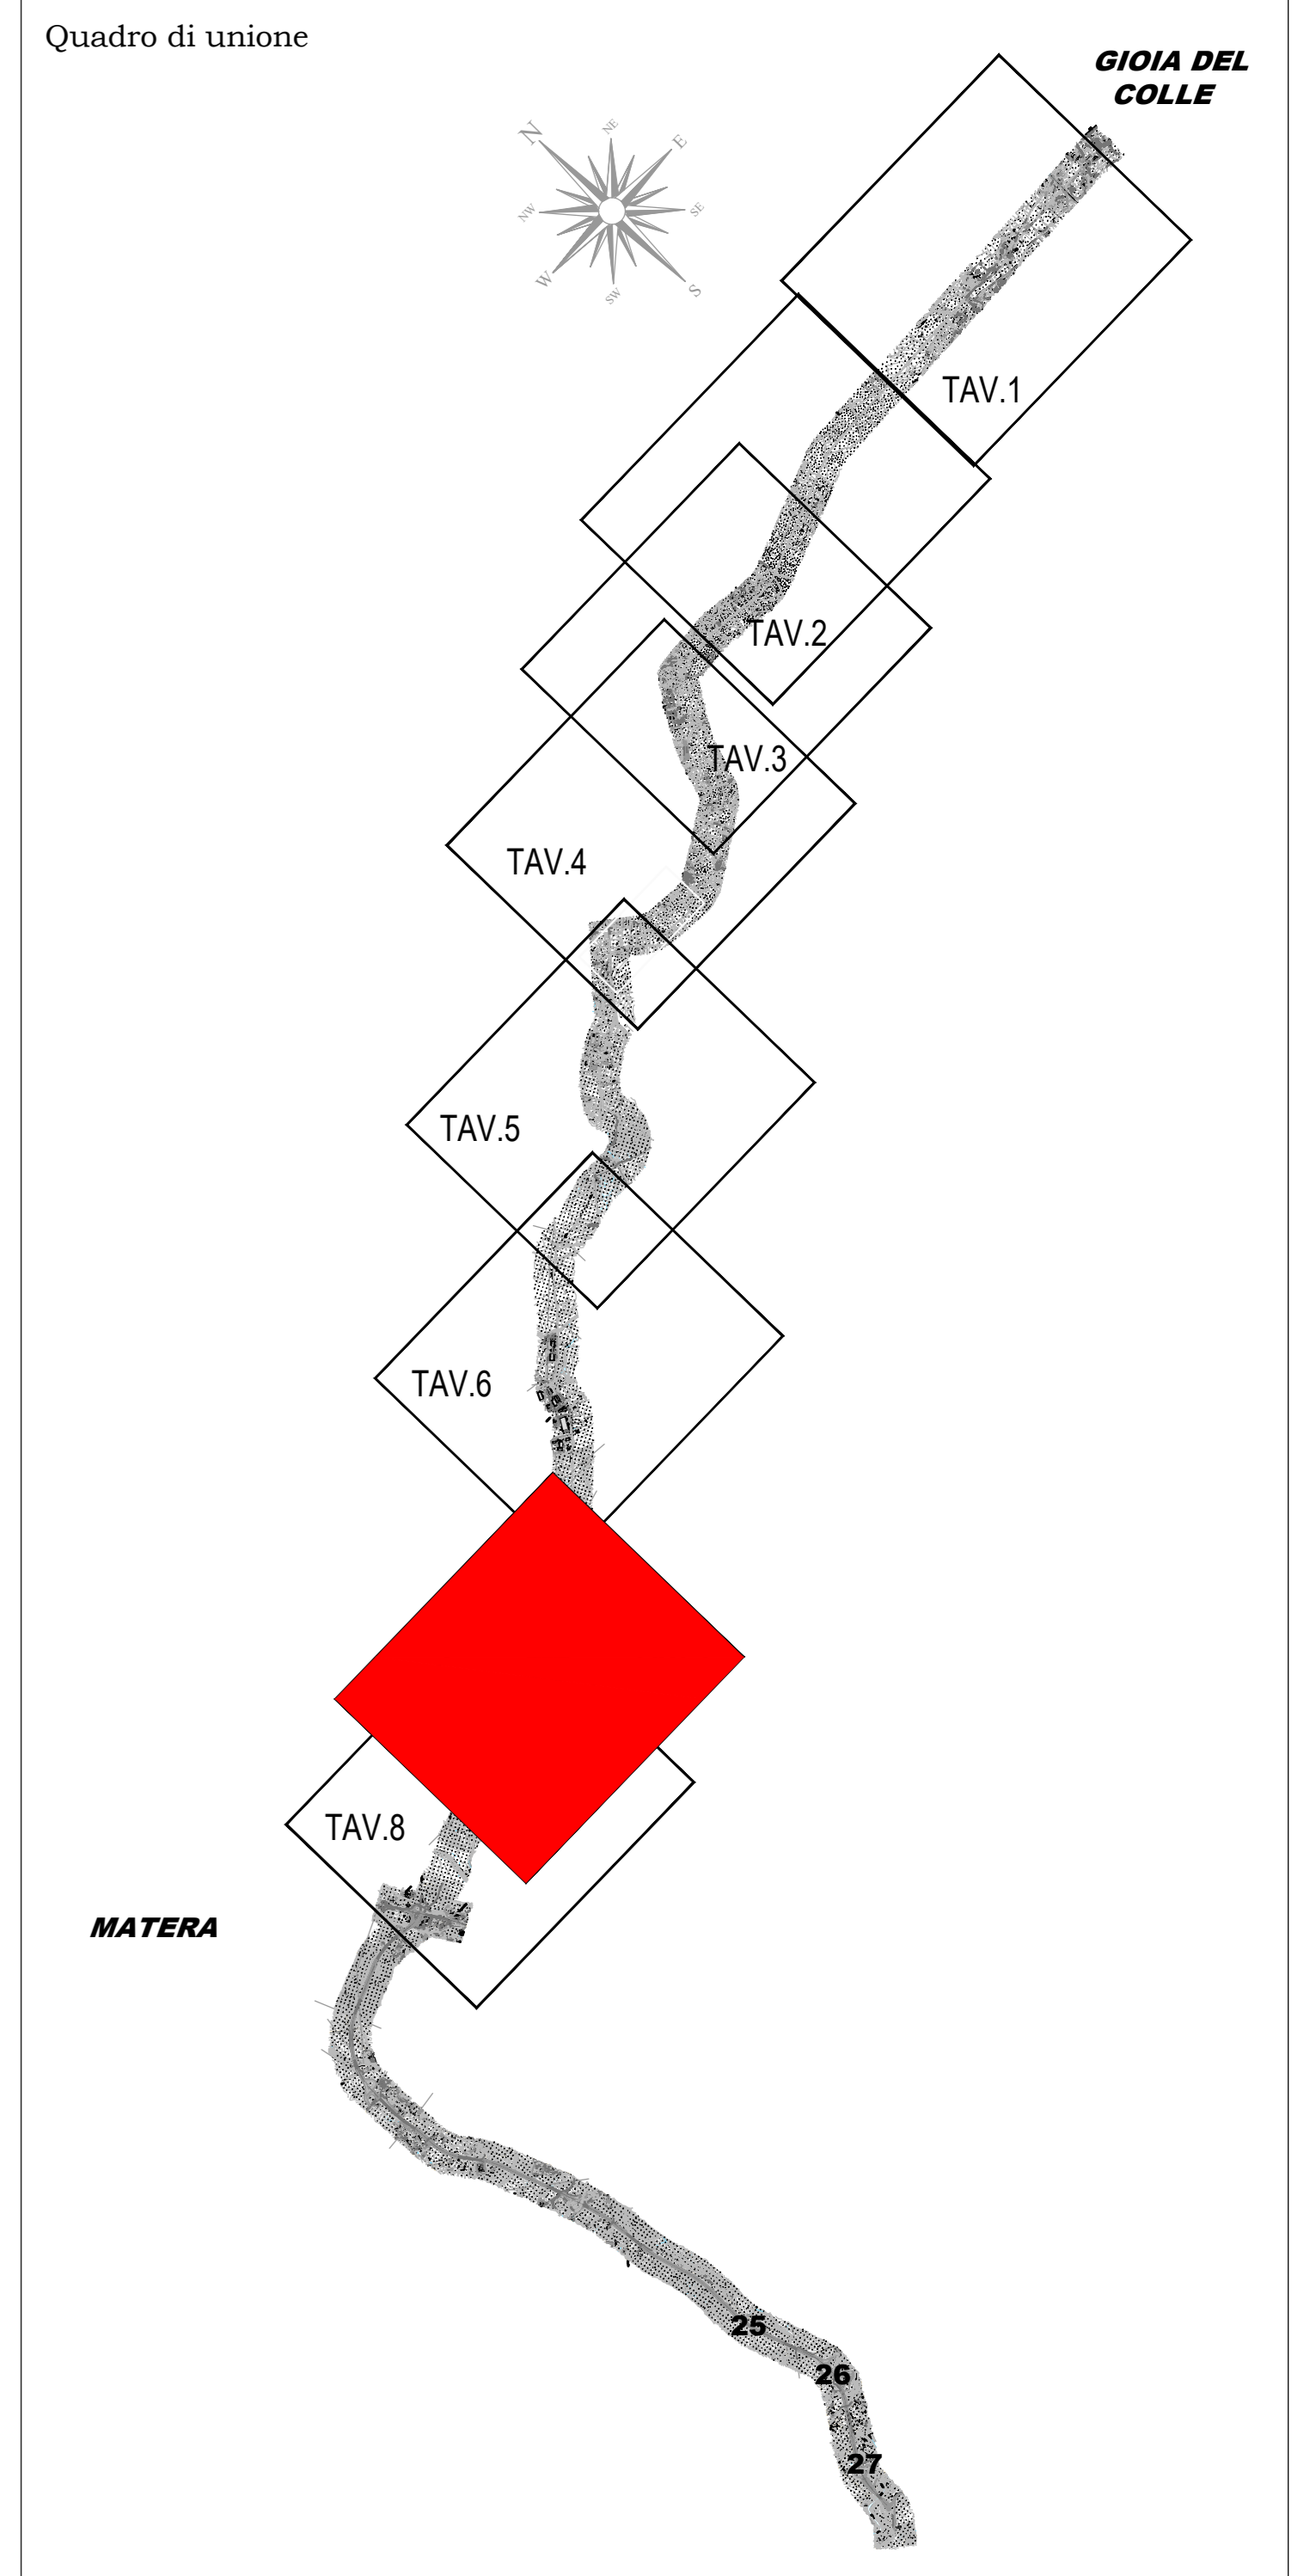 Quadro di unione
GIOIA DEL
COLLE
N
NE
E
NW
SE
W
SW
S
TAV.1
TAV.2
TAV.3
TAV.4
TAV.5
TAV.6
TAV.8
MATERA
25
26
27